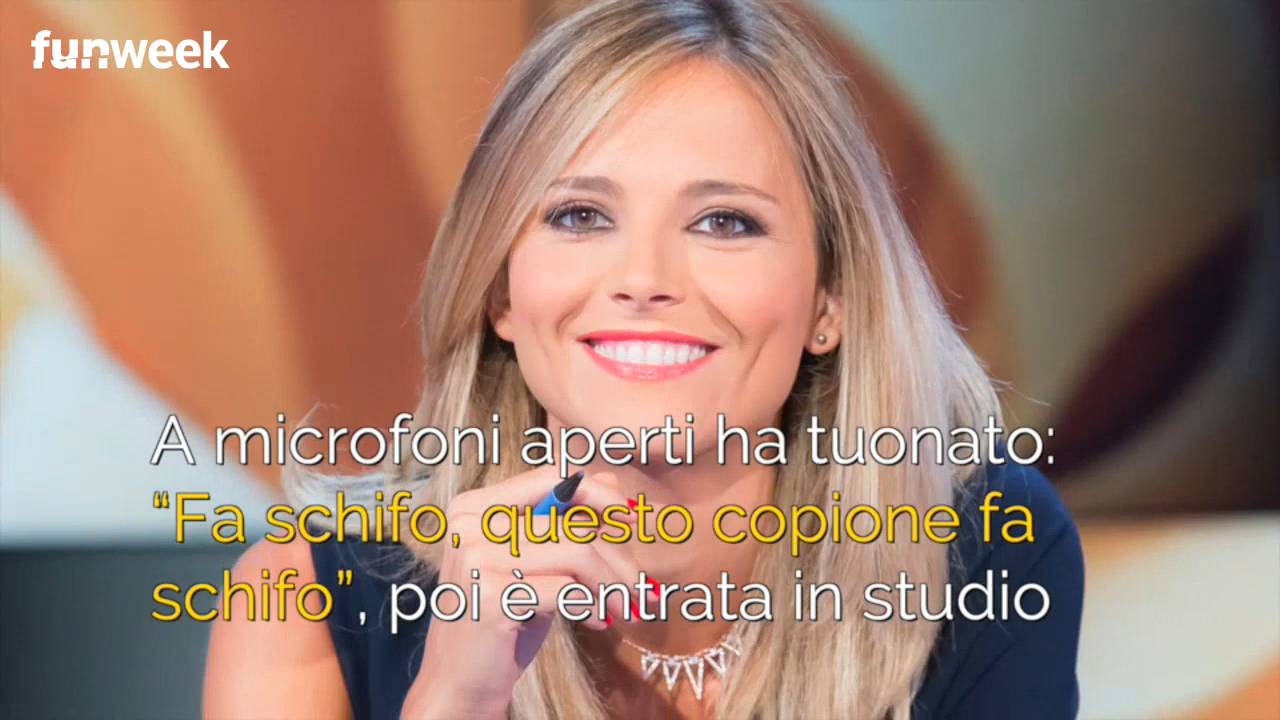 funweek
A microfoni aperti ha tuonato:
“Fa schifo, questo copione fa
schifo”, poi è entrata in studio